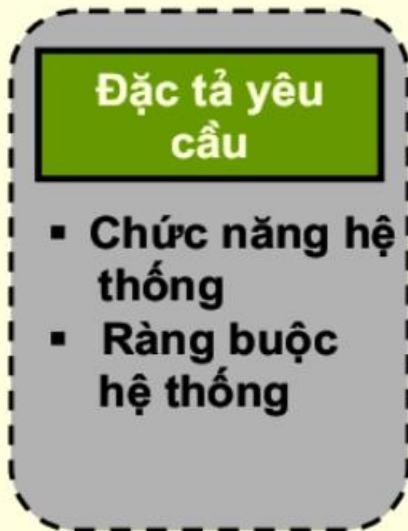 Đặc tả yêu
cầu
▪ Chức năng hệ
thống
▪ Ràng buộc
hệ thống